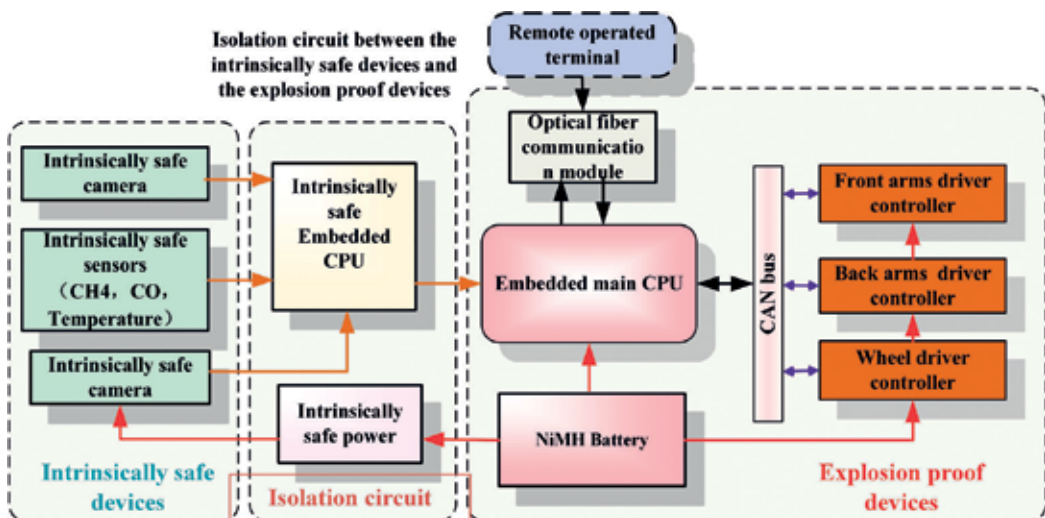 Remote operated
terminal
Isolation circuit between the
intrinsically safe devices and
the explosion proof devices
Intrinsically safe
camera
Intrinsically safe
sensors
（CH4，CO，
Temperature）
Intrinsically safe
camera
Intrinsically safe
devices
Intrinsically
safe
Embedded
CPU
Intrinsically
safe power
Isolation circuit
Optical fiber
communicatio
n module
Embedded main CPU
NiMH Battery
CAN bus
Front arms driver
controller
Back arms driver
controller
Wheel driver
controller
Explosion proof
devices